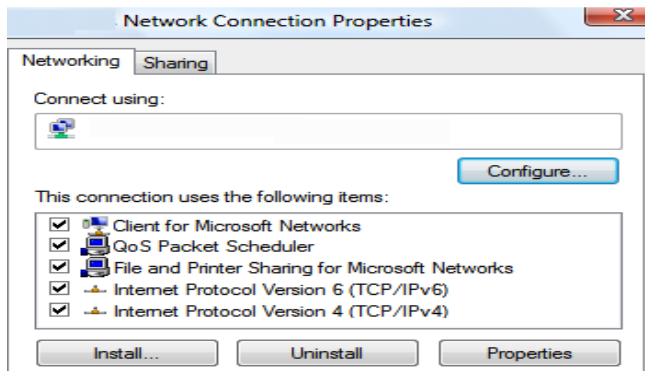 Network Connection Properties
Networking Sharing
Connect using:
Configure...
This connection uses the following items:
Client for Microsoft Networks
QoS Packet Scheduler
File and Printer Sharing for Microsoft Networks
Internet Protocol Version 6 (TCP/IPv6)
Internet Protocol Version 4 (TCP/IPv4)
Install... Uninstall Properties